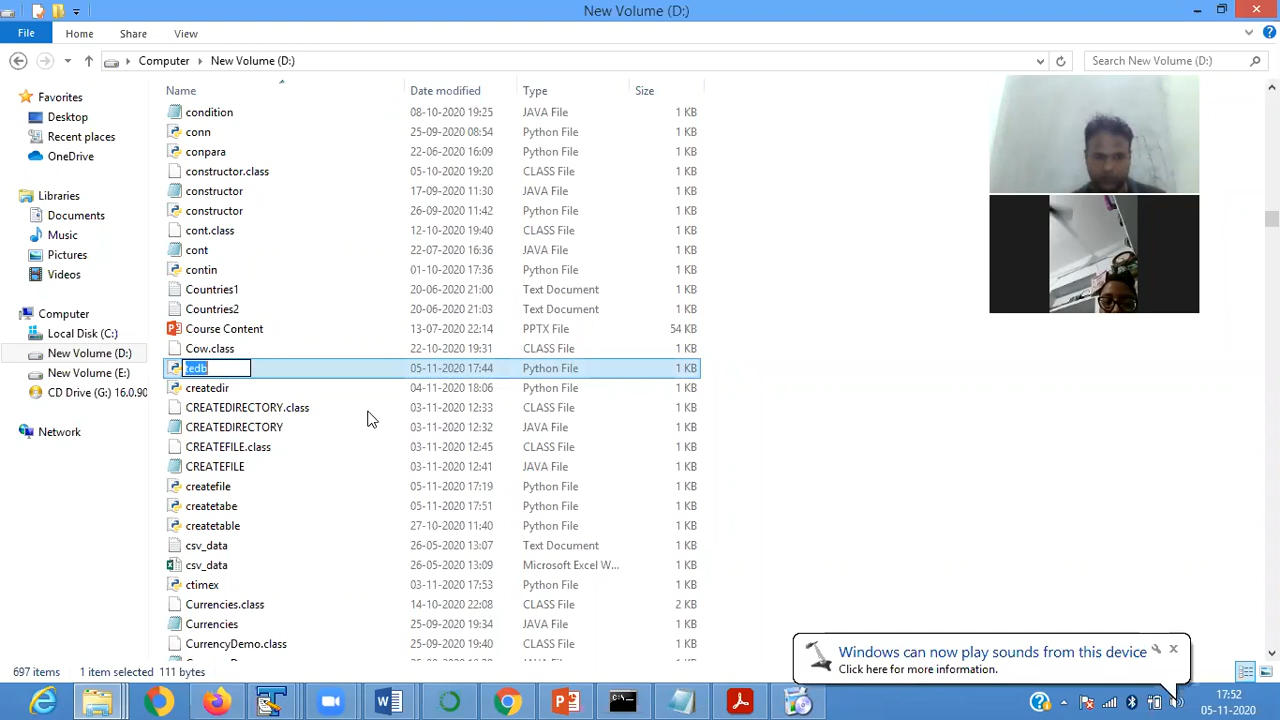 New Volume (D:)
File Home Share View
Computer New Volume (D:) Search New Volume (D:)
Name Date modified Type Size
Favorites
Desktop
Recent places
OneDrive
Libraries
Documents
Music
Pictures
Videos
Computer
Local Disk (C:)
New Volume (D:)
New Volume (E:)
CD Drive (G:) 16.0.90
Network
condition 08-10-2020 19:25 JAVA File 1 KB
conn 25-09-2020 08:54 Python File 1 KB
conpara 22-06-2020 16:09 Python File 1 KB
constructor.class 05-10-2020 19:20 CLASS File 1 KB
constructor 17-09-2020 11:30 JAVA File 1 KB
constructor 26-09-2020 11:42 Python File 1 KB
cont.class 12-10-2020 19:40 CLASS File 1 KB
cont 22-07-2020 16:36 JAVA File 1 KB
contin 01-10-2020 17:36 Python File 1 KB
Countries1 20-06-2020 21:00 Text Document 1 KB
Countries2 20-06-2020 21:03 Text Document 1 KB
Course Content 13-07-2020 22:14 PPTX File 54 KB
Cow.class 22-10-2020 19:31 CLASS File 1 KB
tedb 05-11-2020 17:44 Python File 1 KB
createdir 04-11-2020 18:06 Python File 1 KB
CREATEDIRECTORY.class 03-11-2020 12:33 CLASS File 1 KB
CREATEDIRECTORY 03-11-2020 12:32 JAVA File 1 KB
CREATEFILE.class 03-11-2020 12:45 CLASS File 1 KB
CREATEFILE 03-11-2020 12:41 JAVA File 1 KB
createfile 05-11-2020 17:19 Python File 1 KB
createtabe 05-11-2020 17:51 Python File 1 KB
createtable 27-10-2020 11:40 Python File 1 KB
csv_data 26-05-2020 13:07 Text Document 1 KB
csv_data 26-05-2020 13:09 Microsoft Excel W... 1 KB
ctimex 03-11-2020 17:53 Python File 1 KB
Currencies.class 14-10-2020 22:08 CLASS File 2 KB
Currencies 25-09-2020 19:34 JAVA File 1 KB
CurrencyDemo.class 25-09-2020 19:40 CLASS File 1 KB
697 items 1 item selected 111 bytes
Windows can now play sounds from this device
Click here for more information.
17:52
05-11-2020